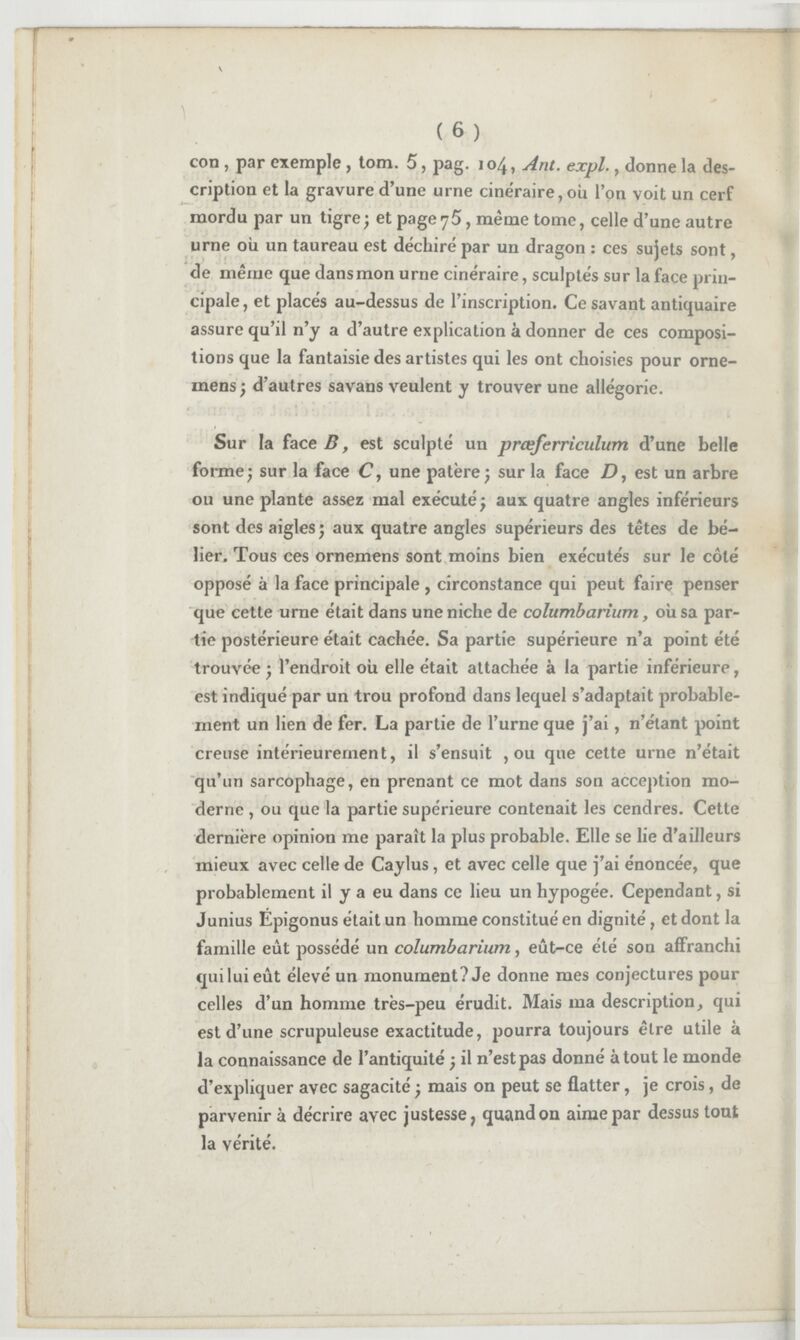 ( 6 )
con, par exemple, tom. 5, pag. 104, Ant. expl., donne la des-
cription et la gravure d'une urne cinéraire, où l'on voit un cerf
mordu par un tigre; et page 75, même tome, celle d'une autre
urne où un taureau est déchiré par un dragon : ces sujets sont,
de même que dans mon urne cinéraire, sculptés sur la face prin-
cipale, et placés au-dessus de l'inscription. Ce savant antiquaire
assure qu'il n'y a d'autre explication à donner de ces composi-
tions que la fantaisie des artistes qui les ont choisies pour orne-
mens; d'autres savans veulent y trouver une allégorie.
Sur la face B, est sculpté un præferriculum d'une belle
forme; sur la face C, une patère; sur la face D, est un arbre
ou une plante assez mal exécuté; aux quatre angles inférieurs
sont des aigles; aux quatre angles supérieurs des têtes de bé-
lier. Tous ces ornemens sont moins bien exécutés sur le côté
opposé à la face principale, circonstance qui peut faire penser
que cette urne était dans une niche de columbarium, où sa par-
tie postérieure était cachée. Sa partie supérieure n'a point été
trouvée; l'endroit où elle était attachée à la partie inférieure,
est indiqué par un trou profond dans lequel s'adaptait probable-
ment un lien de fer. La partie de l'urne que j'ai, n'étant point
creuse intérieurement, il s'ensuit, ou que cette urne n'était
qu'un sarcophage, en prenant ce mot dans son acception mo-
derne, ou que la partie supérieure contenait les cendres. Cette
dernière opinion me paraît la plus probable. Elle se lie d'ailleurs
mieux avec celle de Caylus, et avec celle que j'ai énoncée, que
probablement il y a eu dans ce lieu un hypogée. Cependant, si
Junius Épigonus était un homme constitué en dignité, et dont la
famille eût possédé un columbarium, eût-ce été son affranchi
qui lui eût élevé un monument? Je donne mes conjectures pour
celles d'un homme très-peu érudit. Mais ma description, qui
est d'une scrupuleuse exactitude, pourra toujours être utile à
la connaissance de l'antiquité; il n'est pas donné à tout le monde
d'expliquer avec sagacité; mais on peut se flatter, je crois, de
parvenir à décrire avec justesse, quand on aime par dessus tout
la vérité.